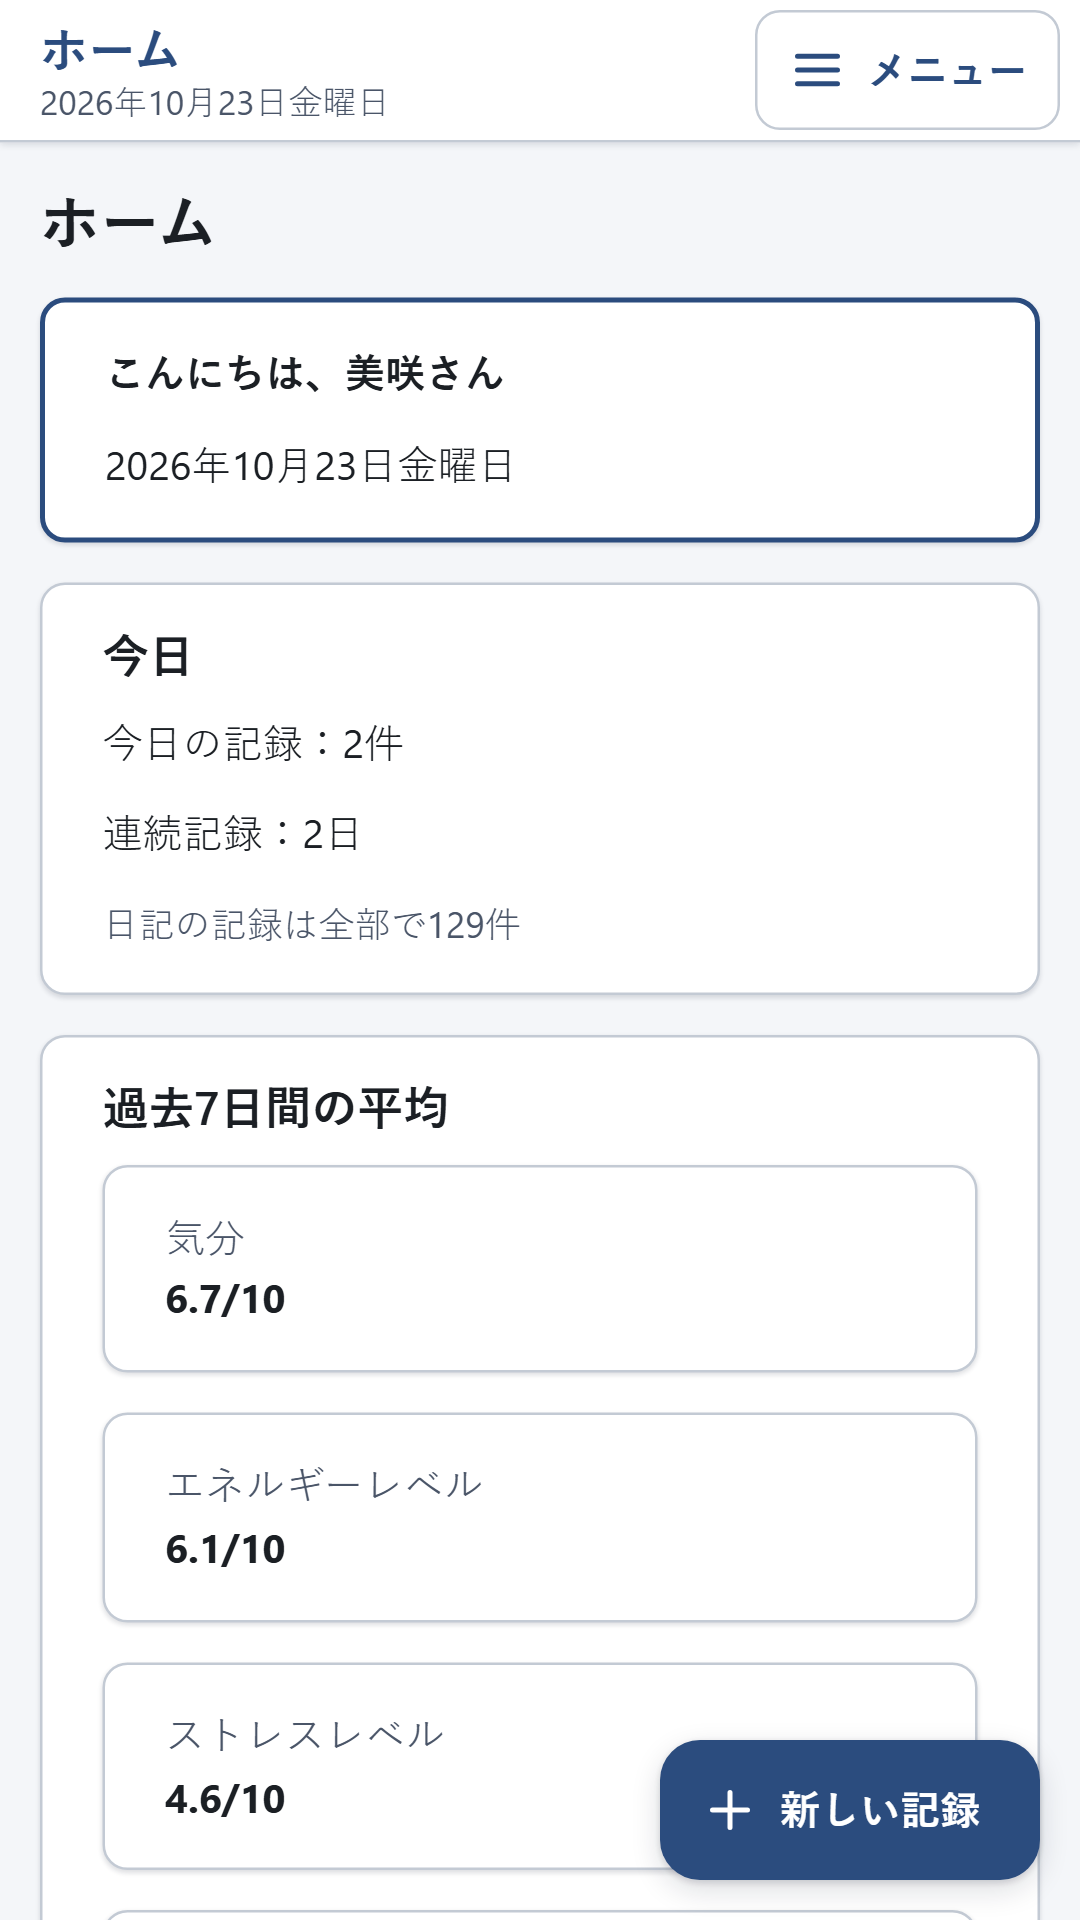 ホーム
2026年10月23日金曜日
メニュー
ホーム
こんにちは、美咲さん
2026年10月23日金曜日
今日
今日の記録：2件
連続記録：2日
日記の記録は全部で129件
過去7日間の平均
気分
6.7/10
エネルギーレベル
6.1/10
ストレスレベル
4.6/10
新しい記録